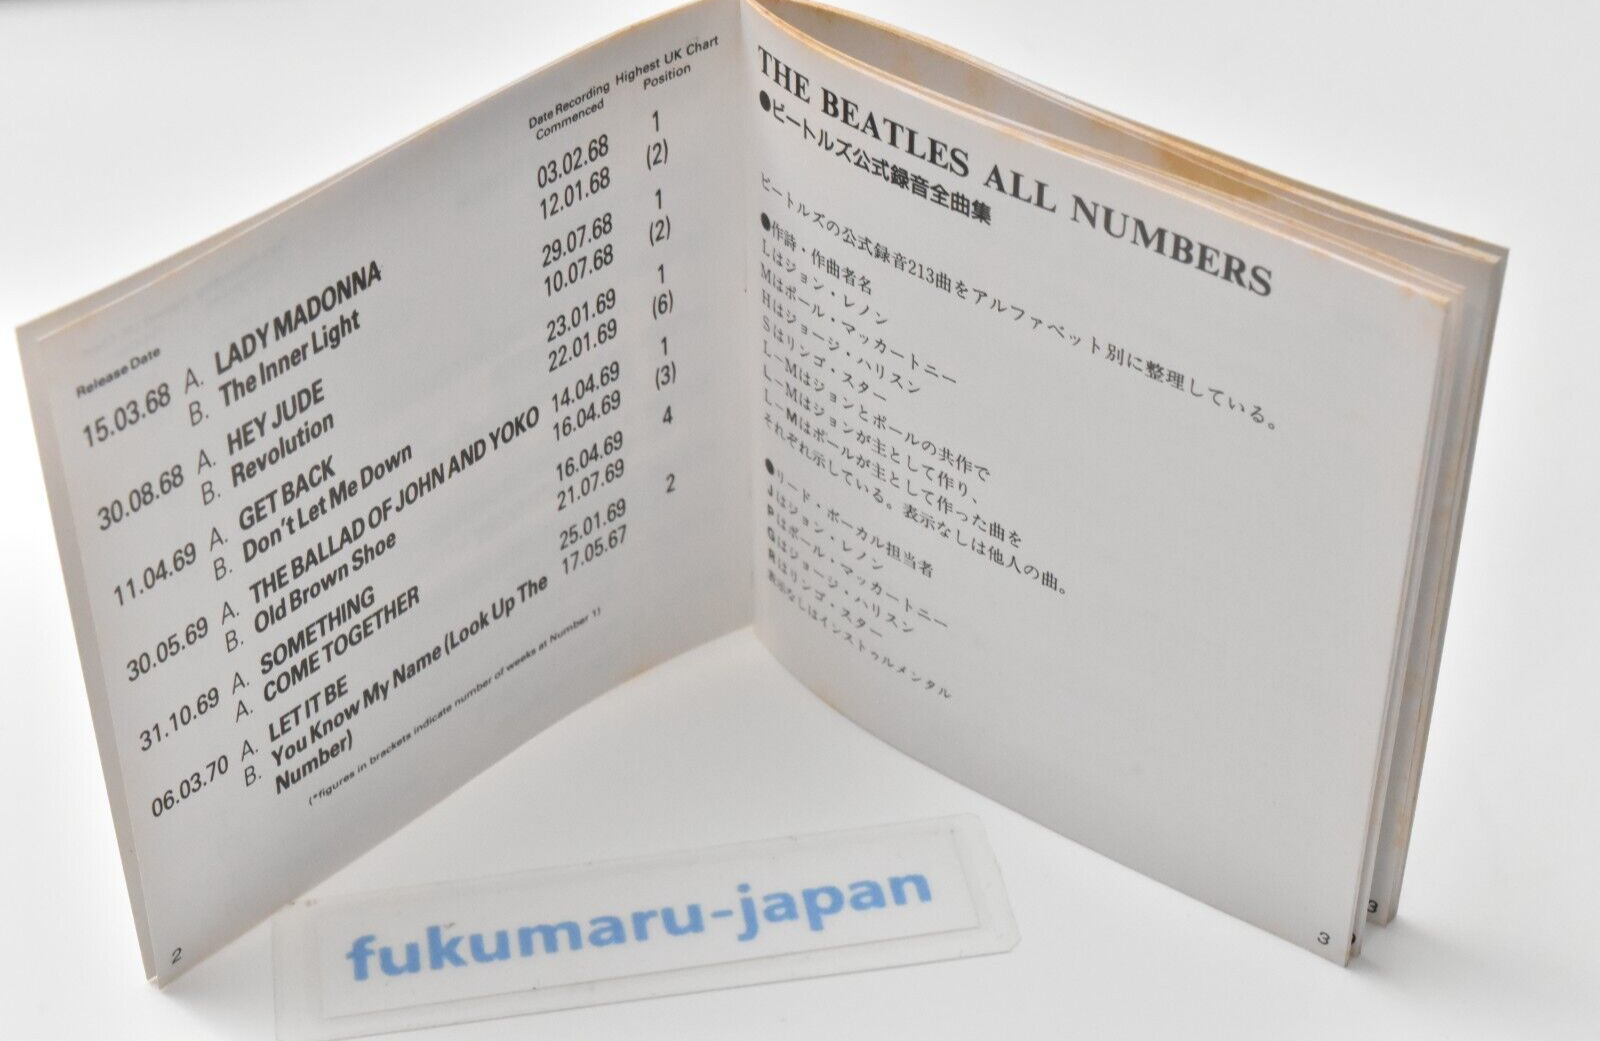 Release Date
Date Recording Commenced
Highest UK Chart Position
15.03.68 A. LADY MADONNA 03.02.68 1
B. The Inner Light 12.01.68 (2)
30.08.68 A. HEY JUDE 29.07.68 1
B. Revolution 10.07.68 (2)
11.04.69 A. GET BACK 23.01.69 1
B. Don't Let Me Down 22.01.69 (6)
30.05.69 A. THE BALLAD OF JOHN AND YOKO 14.04.69 1
B. Old Brown Shoe 16.04.69 (3)
31.10.69 A. SOMETHING 16.04.69 4
A. COME TOGETHER 21.07.69
06.03.70 A. LET IT BE 25.01.69 2
B. You Know My Name (Look Up The 17.05.67
Number)
(*figures in brackets indicate number of weeks at Number 1)
2
THE BEATLES ALL NUMBERS
●ビートルズ公式録音全曲集
ビートルズの公式録音213曲をアルファベット別に整理している。
●作詩・作曲者名
Lはジョン・レノン
Mはポール・マッカートニー
Hはジョージ・ハリスン
Sはリンゴ・スター
L−Mはジョンとポールの共作で
L−Mはジョンが主として作り、
L−Mはポールが主として作った曲を
それぞれ示している。表示なしは他人の曲。
●リード・ボーカル担当者
Jはジョン・レノン
Pはポール・マッカートニー
Gはジョージ・ハリスン
Rはリンゴ・スター
表示なしはインストゥルメンタル
3
3
fukumaru-japan